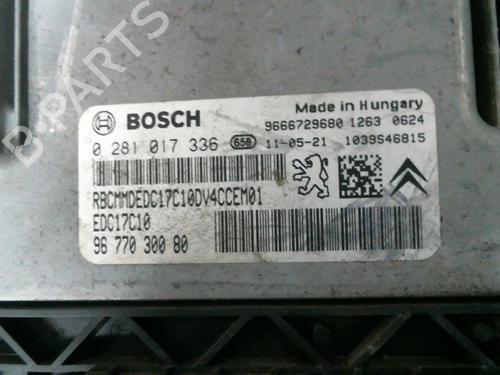 B-PARTS
BOSCH
Made in Hungary
9666729680 1263 0624
0 281 017 336 658 11-05-21 1039S46815
RBCMMDEDC17C10DV4CCEM01
EDC17C10
96 770 300 80